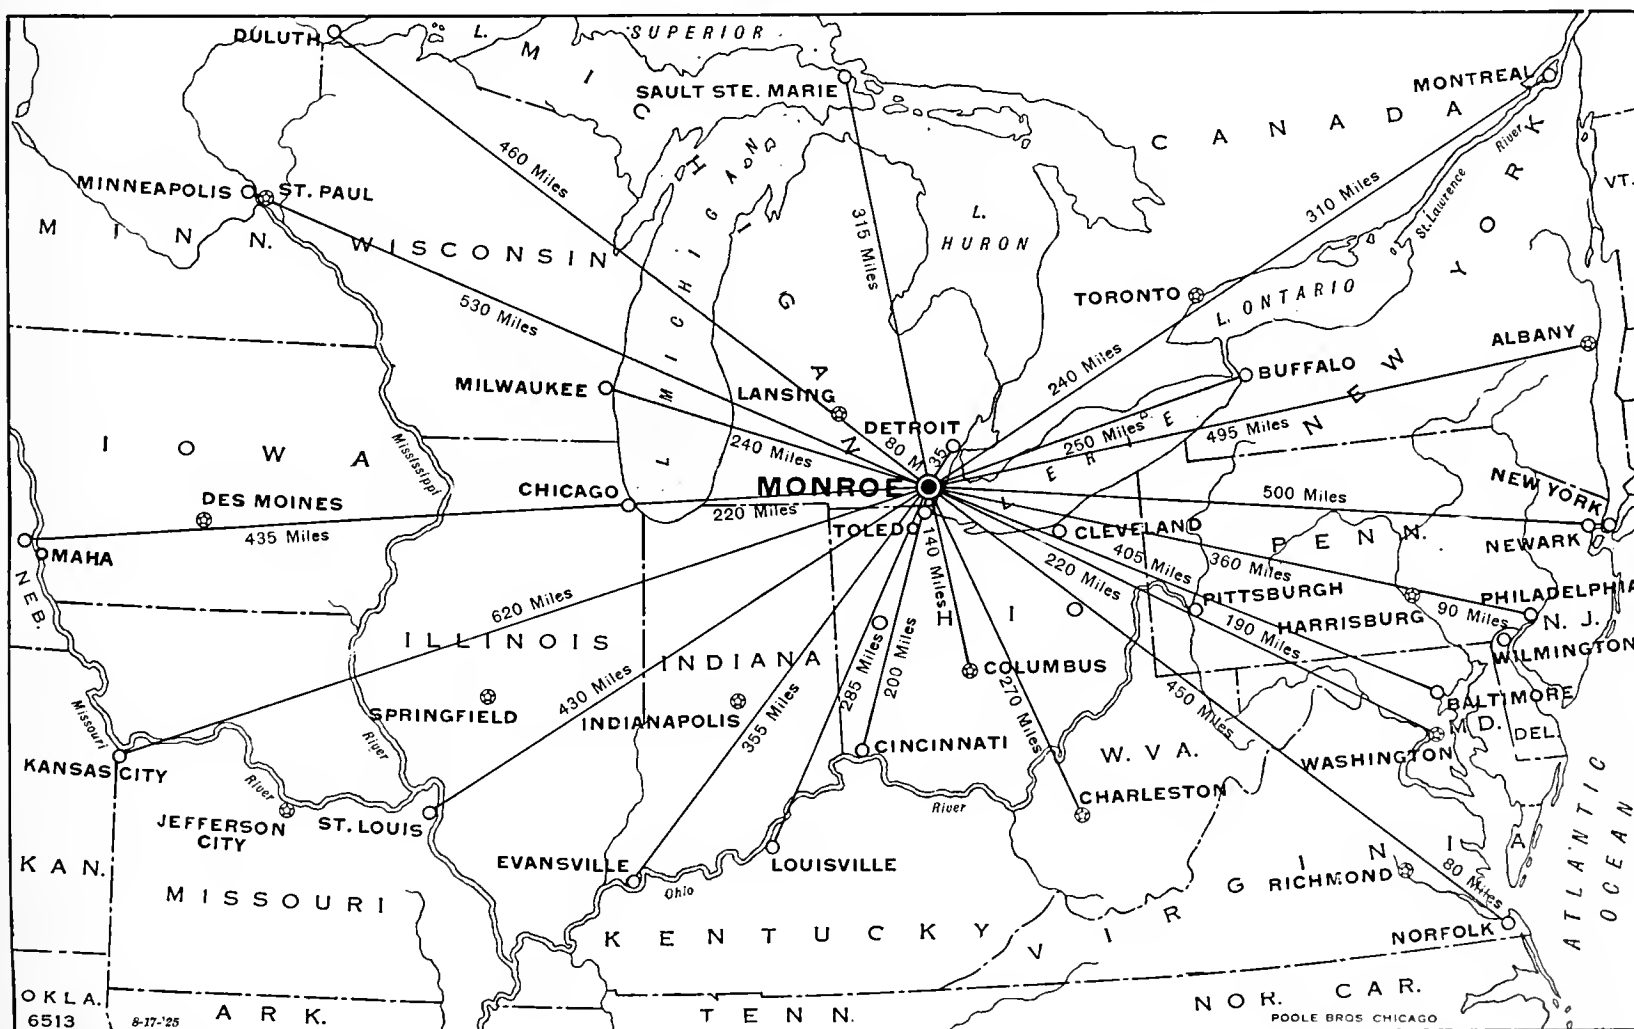 DULUTH
L. SUPERIOR
MICHIGAN
SAULT STE. MARIE
MONTREAL
CANADA
River
St. Lawrence
VT.
460 Miles
MINNEAPOLIS
ST. PAUL
MINN.
WISCONSIN
L. MICHIGAN
315 Miles
L.
HURON
310 Miles
NEW YORK
TORONTO
L. ONTARIO
530 Miles
ALBANY
240 Miles
BUFFALO
MILWAUKEE
LANSING
DETROIT
250 Miles
L. ERIE
495 Miles
IOWA
Mississippi
240 Miles
80 M
35
MONROE
CHICAGO
220 Miles
DES MOINES
435 Miles
MAHA
NEB.
TOLEDO
140 Miles
CLEVELAND
500 Miles
NEW YORK
NEWARK
PENN.
405 Miles
360 Miles
220 Miles
PITTSBURGH
PHILADELPHIA
90 Miles
N. J.
HARRISBURG
190 Miles
WILMINGTON
620 Miles
ILLINOIS
INDIANA
HI
285 Miles
200 Miles
COLUMBUS
270 Miles
450 Miles
BALTIMORE
MD.
DEL.
WASHINGTON
430 Miles
SPRINGFIELD
INDIANAPOLIS
355 Miles
Missouri
River
KANSAS CITY
River
CINCINNATI
W. VA.
CHARLESTON
River
JEFFERSON
CITY
ST. LOUIS
EVANSVILLE
LOUISVILLE
Ohio
KAN.
MISSOURI
KENTUCKY
VIRGINIA
RICHMOND
80 Miles
NORFOLK
ATLANTIC
OCEAN
OKLA.
6513
8-17-'25
ARK.
TENN.
NOR. CAR.
POOLE BROS CHICAGO